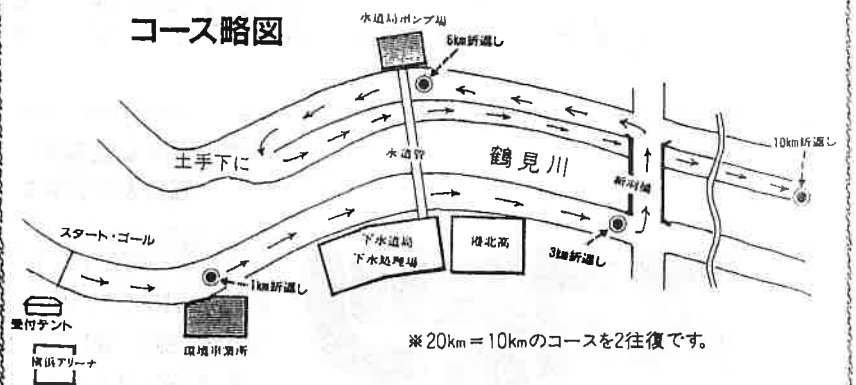 コース略図
水道局ポンプ場
5km折返し
10km折返し
土手下に
水道管
鶴見川
新羽橋
スタート・ゴール
下水道局
下水処理場
港北高
3km折返し
1km折返し
受付テント
環境事業所
横浜アリーナ
※20km=10kmのコースを2往復です。